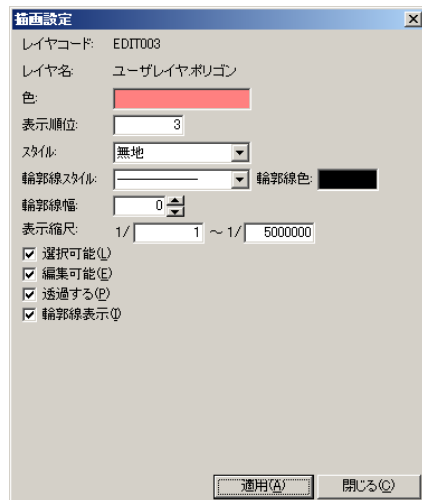 描画設定
レイヤコード: EDIT003
レイヤ名: ユーザレイヤ.ポリゴン
色:
表示順位: 3
スタイル: 無地
輪郭線スタイル: 輪郭線色:
輪郭線幅: 0
表示縮尺: 1/ 1 ～ 1/ 5000000
選択可能(L)
編集可能(E)
透過する(P)
輪郭線表示(I)
適用(A) 閉じる(C)